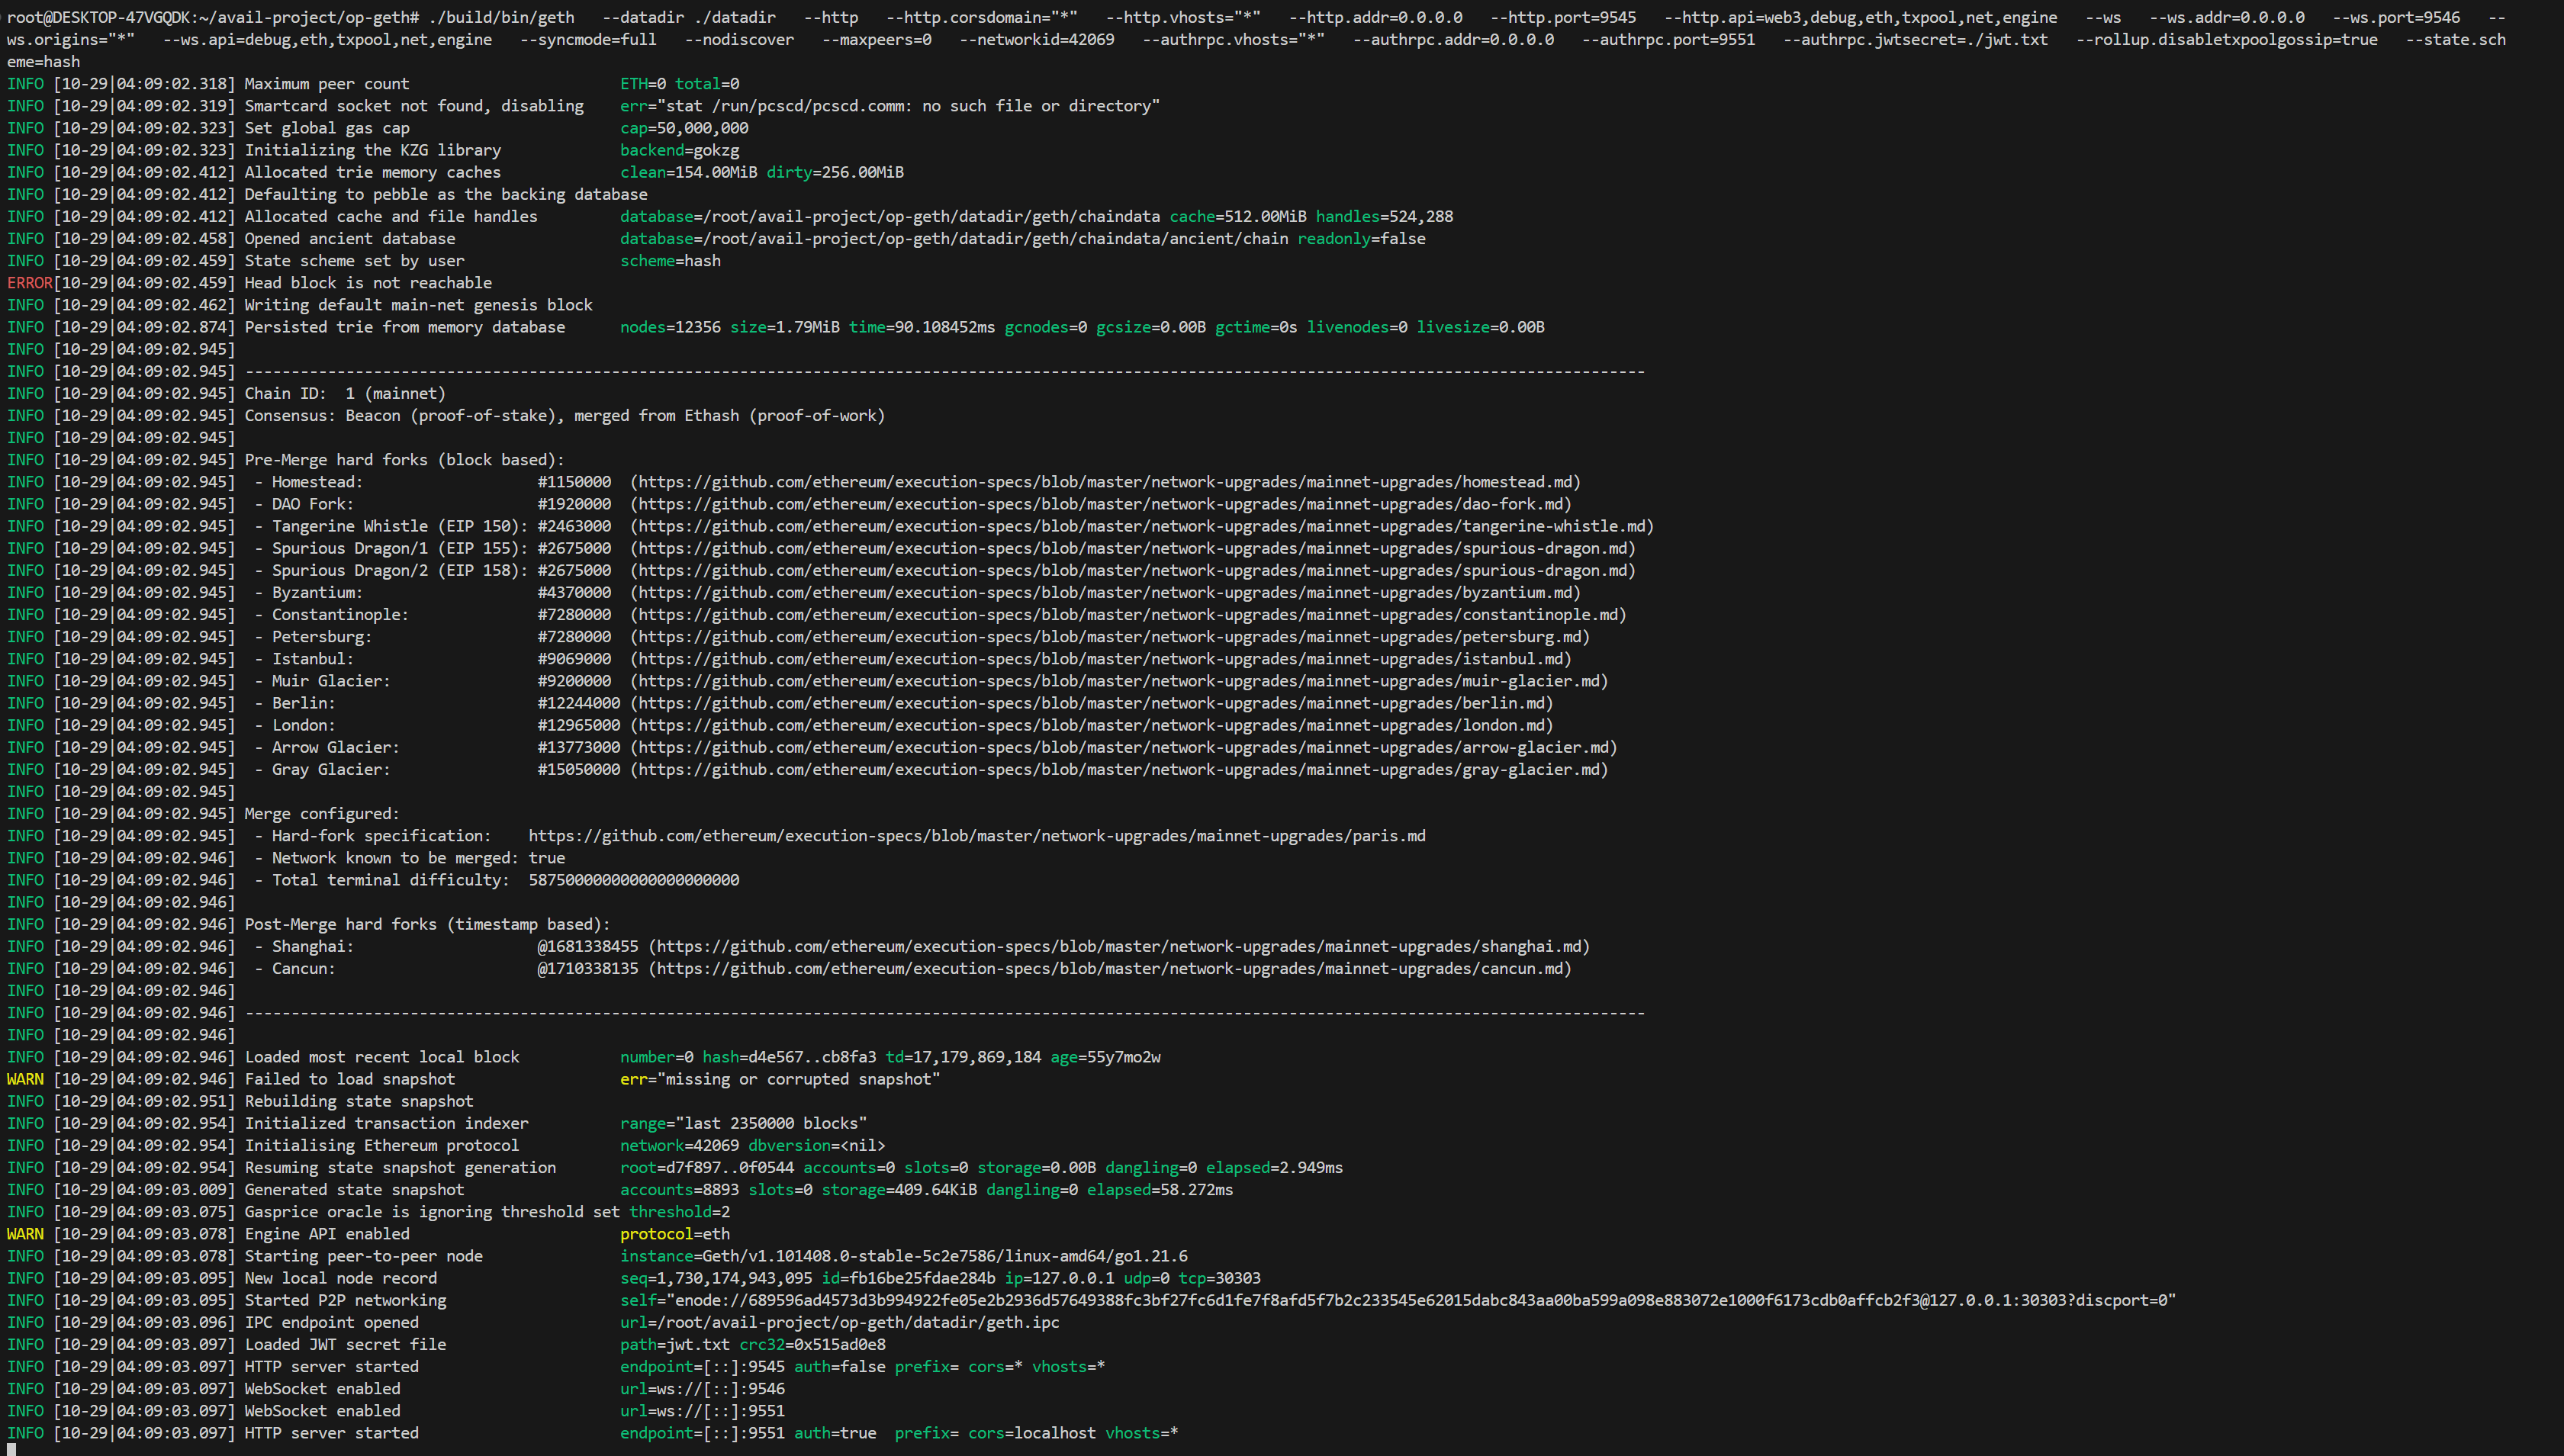 root@DESKTOP-47VGQDK:~/avail-project/op-geth# ./build/bin/geth   --datadir ./datadir   --http   --http.corsdomain="*"   --http.vhosts="*"   --http.addr=0.0.0.0   --http.port=9545   --http.api=web3,debug,eth,txpool,net,engine   --ws   --ws.addr=0.0.0.0   --ws.port=9546   --
ws.origins="*"   --ws.api=debug,eth,txpool,net,engine   --syncmode=full   --nodiscover   --maxpeers=0   --networkid=42069   --authrpc.vhosts="*"   --authrpc.addr=0.0.0.0   --authrpc.port=9551   --authrpc.jwtsecret=./jwt.txt   --rollup.disabletxpoolgossip=true   --state.sch
eme=hash
INFO [10-29|04:09:02.318] Maximum peer count                       ETH=0 total=0
INFO [10-29|04:09:02.319] Smartcard socket not found, disabling    err="stat /run/pcscd/pcscd.comm: no such file or directory"
INFO [10-29|04:09:02.323] Set global gas cap                       cap=50,000,000
INFO [10-29|04:09:02.323] Initializing the KZG library             backend=gokzg
INFO [10-29|04:09:02.412] Allocated trie memory caches             clean=154.00MiB dirty=256.00MiB
INFO [10-29|04:09:02.412] Defaulting to pebble as the backing database
INFO [10-29|04:09:02.412] Allocated cache and file handles         database=/root/avail-project/op-geth/datadir/geth/chaindata cache=512.00MiB handles=524,288
INFO [10-29|04:09:02.458] Opened ancient database                  database=/root/avail-project/op-geth/datadir/geth/chaindata/ancient/chain readonly=false
INFO [10-29|04:09:02.459] State scheme set by user                 scheme=hash
ERROR[10-29|04:09:02.459] Head block is not reachable
INFO [10-29|04:09:02.462] Writing default main-net genesis block
INFO [10-29|04:09:02.874] Persisted trie from memory database      nodes=12356 size=1.79MiB time=90.108452ms gcnodes=0 gcsize=0.00B gctime=0s livenodes=0 livesize=0.00B
INFO [10-29|04:09:02.945]
INFO [10-29|04:09:02.945] ---------------------------------------------------------------------------------------------------------------------------------------------------------
INFO [10-29|04:09:02.945] Chain ID:  1 (mainnet)
INFO [10-29|04:09:02.945] Consensus: Beacon (proof-of-stake), merged from Ethash (proof-of-work)
INFO [10-29|04:09:02.945]
INFO [10-29|04:09:02.945] Pre-Merge hard forks (block based):
INFO [10-29|04:09:02.945]  - Homestead:                   #1150000  (https://github.com/ethereum/execution-specs/blob/master/network-upgrades/mainnet-upgrades/homestead.md)
INFO [10-29|04:09:02.945]  - DAO Fork:                    #1920000  (https://github.com/ethereum/execution-specs/blob/master/network-upgrades/mainnet-upgrades/dao-fork.md)
INFO [10-29|04:09:02.945]  - Tangerine Whistle (EIP 150): #2463000  (https://github.com/ethereum/execution-specs/blob/master/network-upgrades/mainnet-upgrades/tangerine-whistle.md)
INFO [10-29|04:09:02.945]  - Spurious Dragon/1 (EIP 155): #2675000  (https://github.com/ethereum/execution-specs/blob/master/network-upgrades/mainnet-upgrades/spurious-dragon.md)
INFO [10-29|04:09:02.945]  - Spurious Dragon/2 (EIP 158): #2675000  (https://github.com/ethereum/execution-specs/blob/master/network-upgrades/mainnet-upgrades/spurious-dragon.md)
INFO [10-29|04:09:02.945]  - Byzantium:                   #4370000  (https://github.com/ethereum/execution-specs/blob/master/network-upgrades/mainnet-upgrades/byzantium.md)
INFO [10-29|04:09:02.945]  - Constantinople:              #7280000  (https://github.com/ethereum/execution-specs/blob/master/network-upgrades/mainnet-upgrades/constantinople.md)
INFO [10-29|04:09:02.945]  - Petersburg:                  #7280000  (https://github.com/ethereum/execution-specs/blob/master/network-upgrades/mainnet-upgrades/petersburg.md)
INFO [10-29|04:09:02.945]  - Istanbul:                    #9069000  (https://github.com/ethereum/execution-specs/blob/master/network-upgrades/mainnet-upgrades/istanbul.md)
INFO [10-29|04:09:02.945]  - Muir Glacier:                #9200000  (https://github.com/ethereum/execution-specs/blob/master/network-upgrades/mainnet-upgrades/muir-glacier.md)
INFO [10-29|04:09:02.945]  - Berlin:                      #12244000 (https://github.com/ethereum/execution-specs/blob/master/network-upgrades/mainnet-upgrades/berlin.md)
INFO [10-29|04:09:02.945]  - London:                      #12965000 (https://github.com/ethereum/execution-specs/blob/master/network-upgrades/mainnet-upgrades/london.md)
INFO [10-29|04:09:02.945]  - Arrow Glacier:               #13773000 (https://github.com/ethereum/execution-specs/blob/master/network-upgrades/mainnet-upgrades/arrow-glacier.md)
INFO [10-29|04:09:02.945]  - Gray Glacier:                #15050000 (https://github.com/ethereum/execution-specs/blob/master/network-upgrades/mainnet-upgrades/gray-glacier.md)
INFO [10-29|04:09:02.945]
INFO [10-29|04:09:02.945] Merge configured:
INFO [10-29|04:09:02.945]  - Hard-fork specification:    https://github.com/ethereum/execution-specs/blob/master/network-upgrades/mainnet-upgrades/paris.md
INFO [10-29|04:09:02.946]  - Network known to be merged: true
INFO [10-29|04:09:02.946]  - Total terminal difficulty:  58750000000000000000000
INFO [10-29|04:09:02.946]
INFO [10-29|04:09:02.946] Post-Merge hard forks (timestamp based):
INFO [10-29|04:09:02.946]  - Shanghai:                    @1681338455 (https://github.com/ethereum/execution-specs/blob/master/network-upgrades/mainnet-upgrades/shanghai.md)
INFO [10-29|04:09:02.946]  - Cancun:                      @1710338135 (https://github.com/ethereum/execution-specs/blob/master/network-upgrades/mainnet-upgrades/cancun.md)
INFO [10-29|04:09:02.946]
INFO [10-29|04:09:02.946] ---------------------------------------------------------------------------------------------------------------------------------------------------------
INFO [10-29|04:09:02.946]
INFO [10-29|04:09:02.946] Loaded most recent local block           number=0 hash=d4e567..cb8fa3 td=17,179,869,184 age=55y7mo2w
WARN [10-29|04:09:02.946] Failed to load snapshot                  err="missing or corrupted snapshot"
INFO [10-29|04:09:02.951] Rebuilding state snapshot
INFO [10-29|04:09:02.954] Initialized transaction indexer          range="last 2350000 blocks"
INFO [10-29|04:09:02.954] Initialising Ethereum protocol           network=42069 dbversion=<nil>
INFO [10-29|04:09:02.954] Resuming state snapshot generation       root=d7f897..0f0544 accounts=0 slots=0 storage=0.00B dangling=0 elapsed=2.949ms
INFO [10-29|04:09:03.009] Generated state snapshot                 accounts=8893 slots=0 storage=409.64KiB dangling=0 elapsed=58.272ms
INFO [10-29|04:09:03.075] Gasprice oracle is ignoring threshold set threshold=2
WARN [10-29|04:09:03.078] Engine API enabled                       protocol=eth
INFO [10-29|04:09:03.078] Starting peer-to-peer node               instance=Geth/v1.101408.0-stable-5c2e7586/linux-amd64/go1.21.6
INFO [10-29|04:09:03.095] New local node record                    seq=1,730,174,943,095 id=fb16be25fdae284b ip=127.0.0.1 udp=0 tcp=30303
INFO [10-29|04:09:03.095] Started P2P networking                   self="enode://689596ad4573d3b994922fe05e2b2936d57649388fc3bf27fc6d1fe7f8afd5f7b2c233545e62015dabc843aa00ba599a098e883072e1000f6173cdb0affcb2f3@127.0.0.1:30303?discport=0"
INFO [10-29|04:09:03.096] IPC endpoint opened                      url=/root/avail-project/op-geth/datadir/geth.ipc
INFO [10-29|04:09:03.097] Loaded JWT secret file                   path=jwt.txt crc32=0x515ad0e8
INFO [10-29|04:09:03.097] HTTP server started                      endpoint=[::]:9545 auth=false prefix= cors=* vhosts=*
INFO [10-29|04:09:03.097] WebSocket enabled                        url=ws://[::]:9546
INFO [10-29|04:09:03.097] WebSocket enabled                        url=ws://[::]:9551
INFO [10-29|04:09:03.097] HTTP server started                      endpoint=[::]:9551 auth=true  prefix= cors=localhost vhosts=*